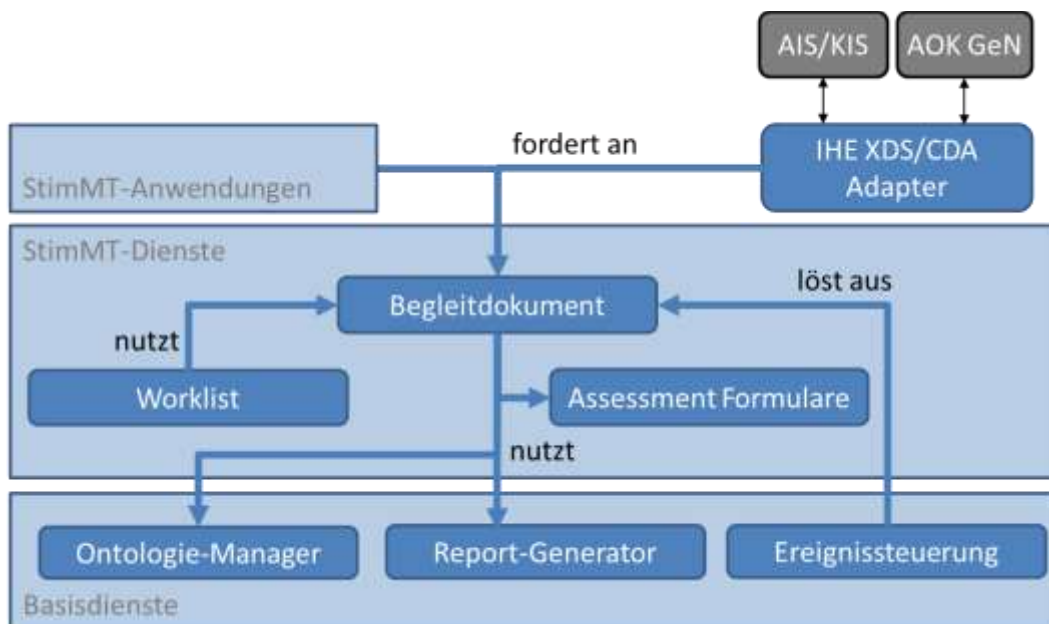 AIS/KIS
AOK GeN
fordert an
IHE XDS/CDA
Adapter
StimMT-Anwendungen
StimMT-Dienste
löst aus
Begleitdokument
nutzt
Worklist
Assessment Formulare
nutzt
Ontologie-Manager
Report-Generator
Ereignissteuerung
Basisdienste